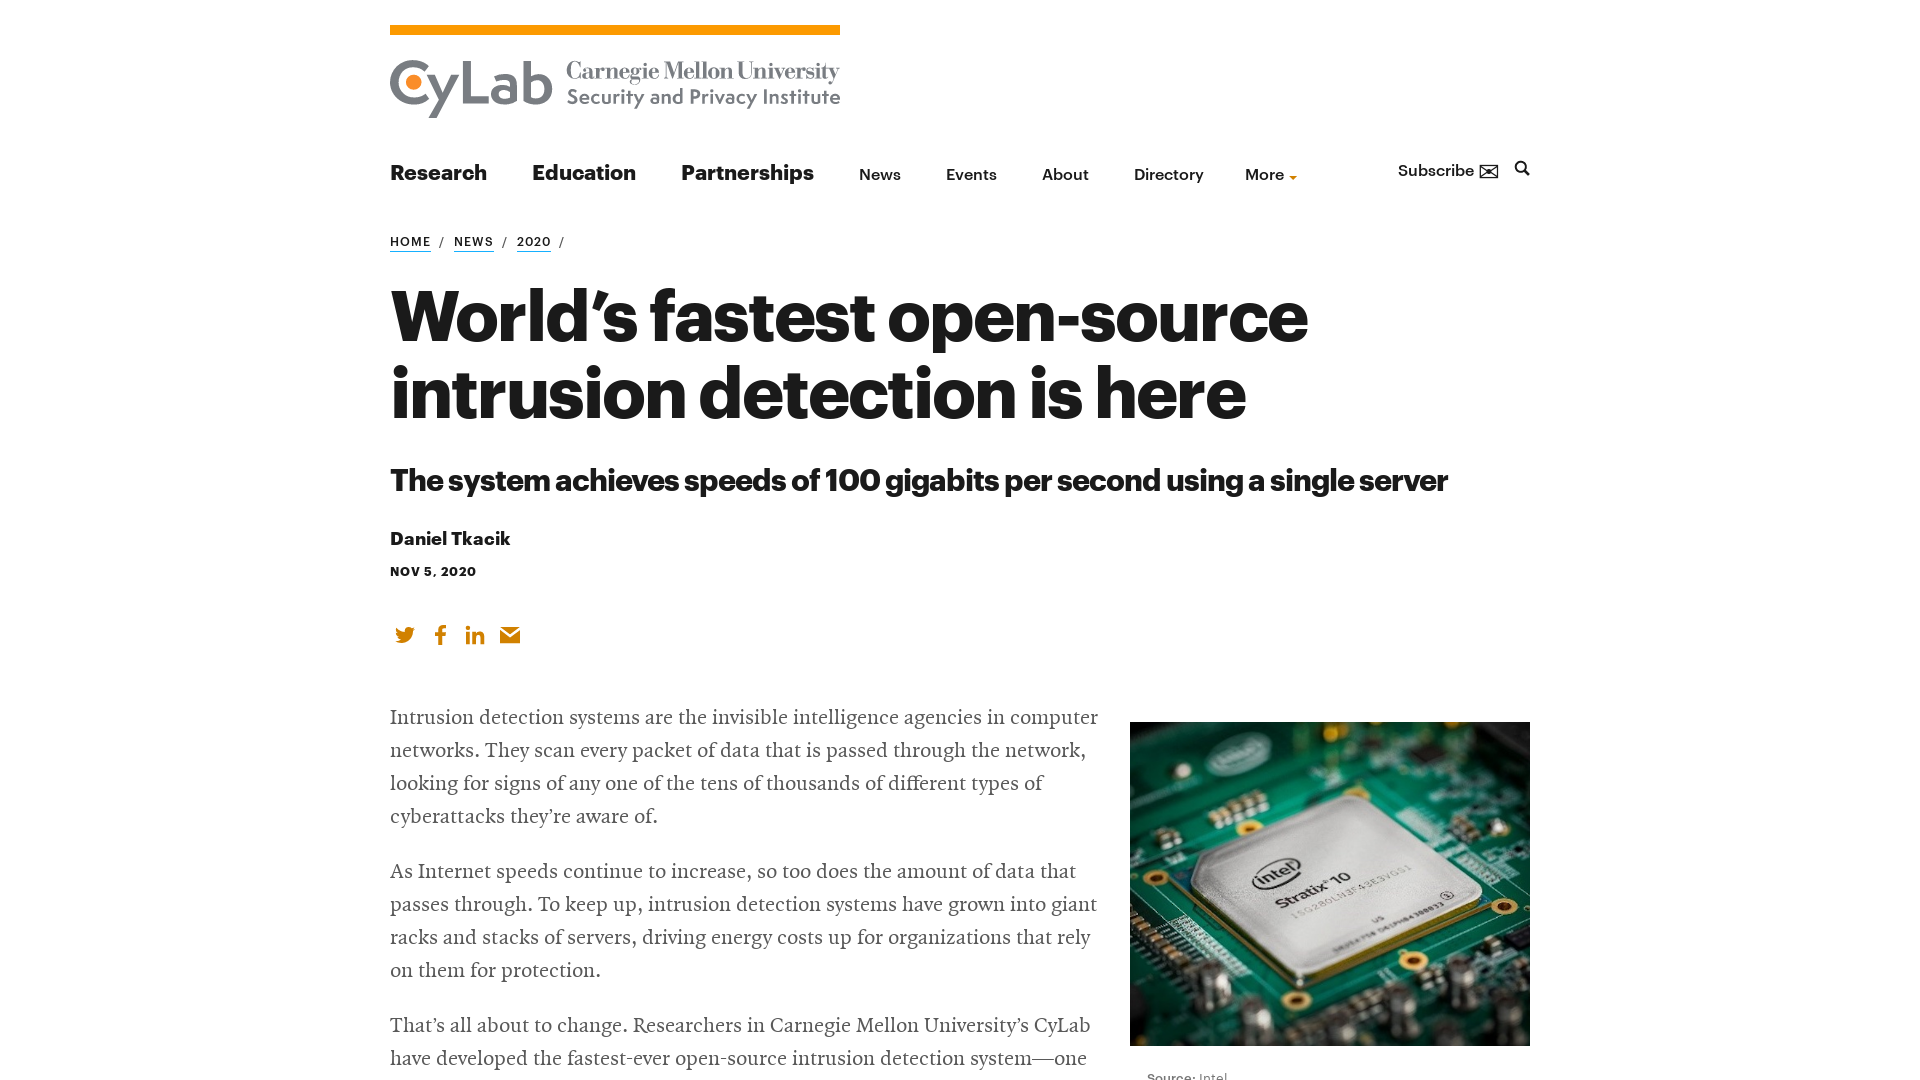 CyLab Carnegie Mellon University
Security and Privacy Institute
Research Education Partnerships News Events About Directory More Subscribe
HOME / NEWS / 2020 /
World’s fastest open-source
intrusion detection is here
The system achieves speeds of 100 gigabits per second using a single server
Daniel Tkacik
NOV 5, 2020
Intrusion detection systems are the invisible intelligence agencies in computer
networks. They scan every packet of data that is passed through the network,
looking for signs of any one of the tens of thousands of different types of
cyberattacks they’re aware of.
As Internet speeds continue to increase, so too does the amount of data that
passes through. To keep up, intrusion detection systems have grown into giant
racks and stacks of servers, driving energy costs up for organizations that rely
on them for protection.
That’s all about to change. Researchers in Carnegie Mellon University’s CyLab
have developed the fastest-ever open-source intrusion detection system—one
intel
Stratix® 10
US
Source: Intel